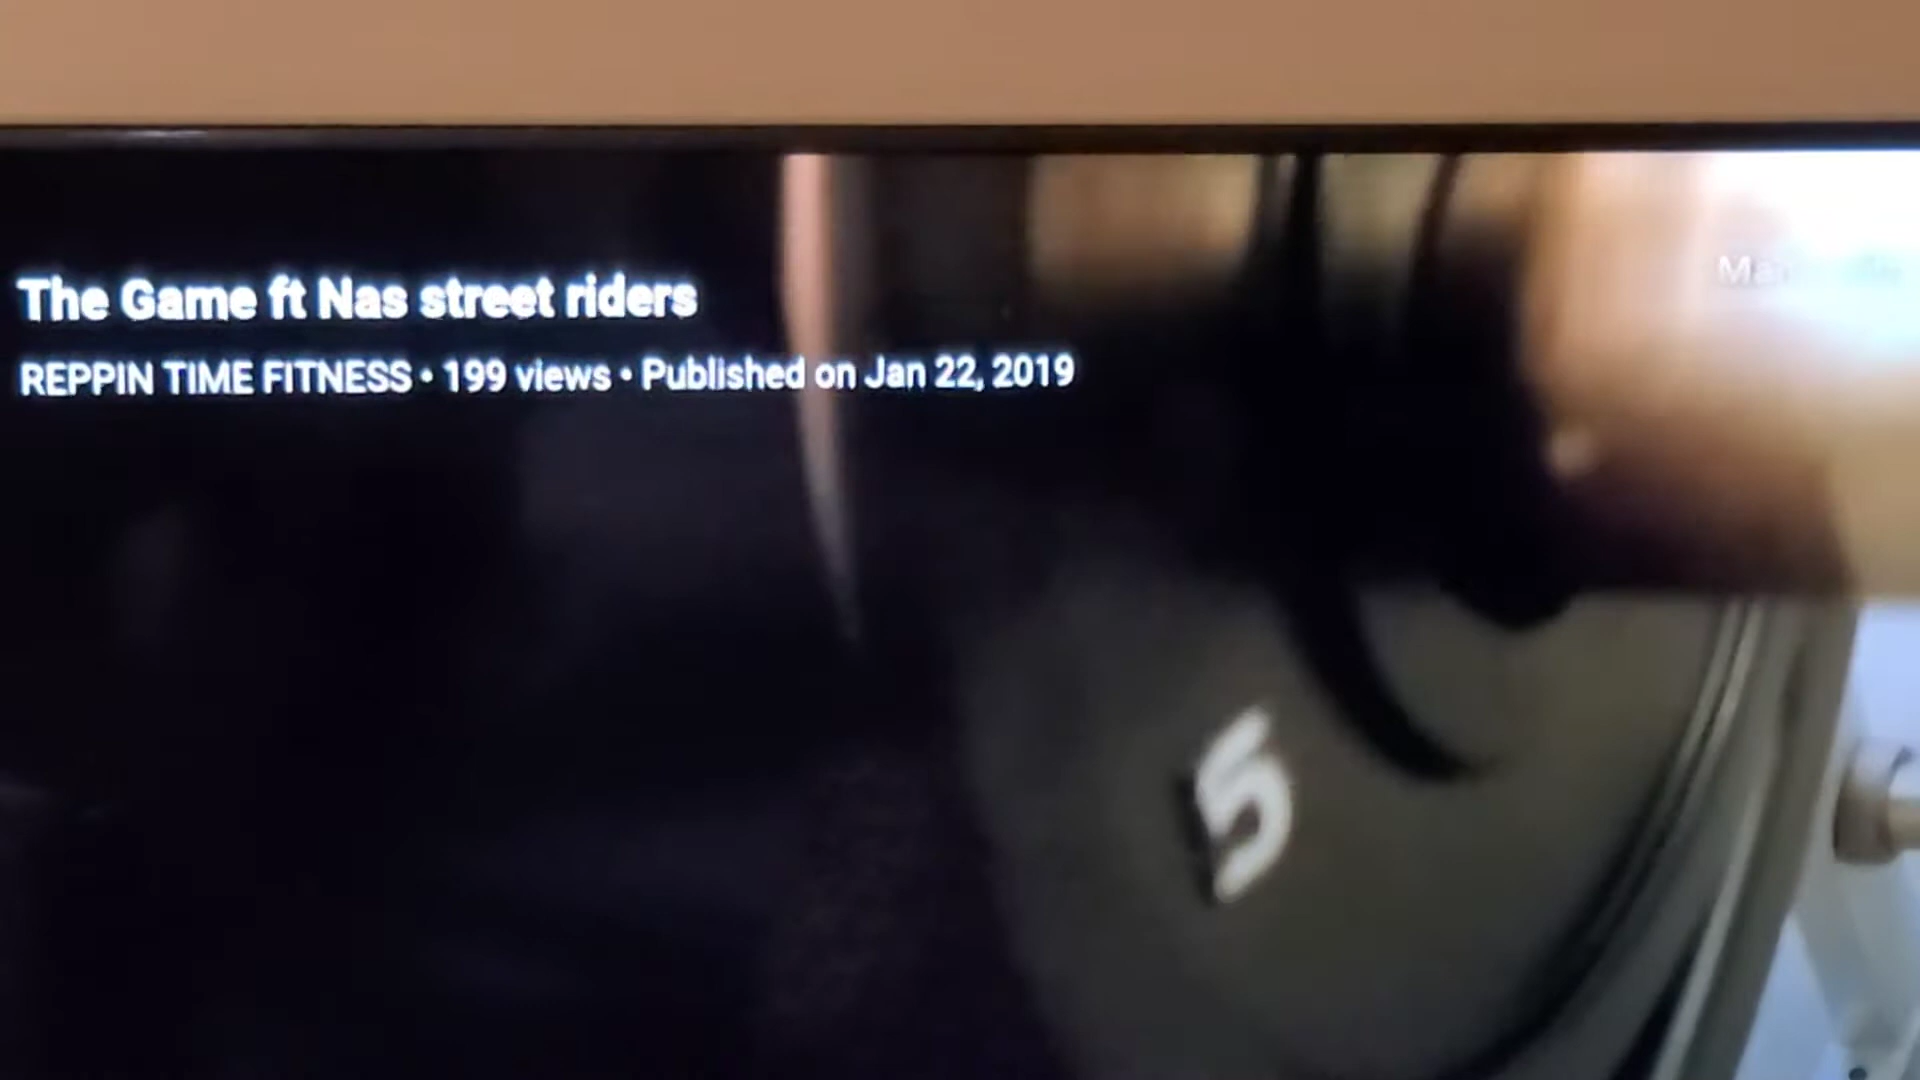 The Game ft Nas street riders
REPPIN TIME FITNESS • 199 views • Published on Jan 22, 2019
5